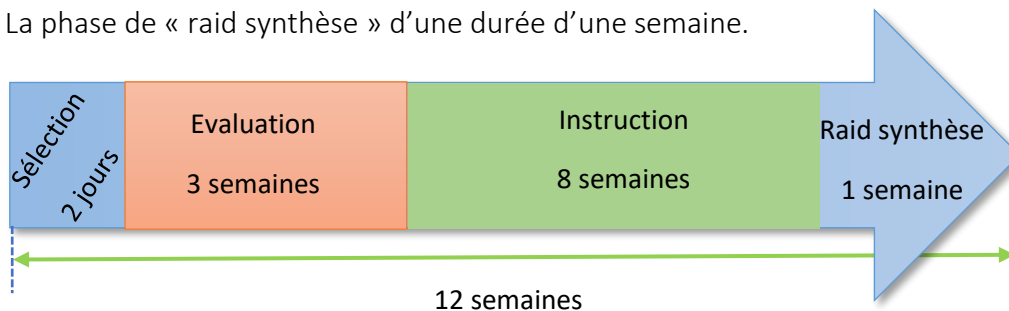 La phase de « raid synthèse » d’une durée d’une semaine.
Sélection
2 jours
Evaluation
3 semaines
Instruction
8 semaines
Raid synthèse
1 semaine
12 semaines